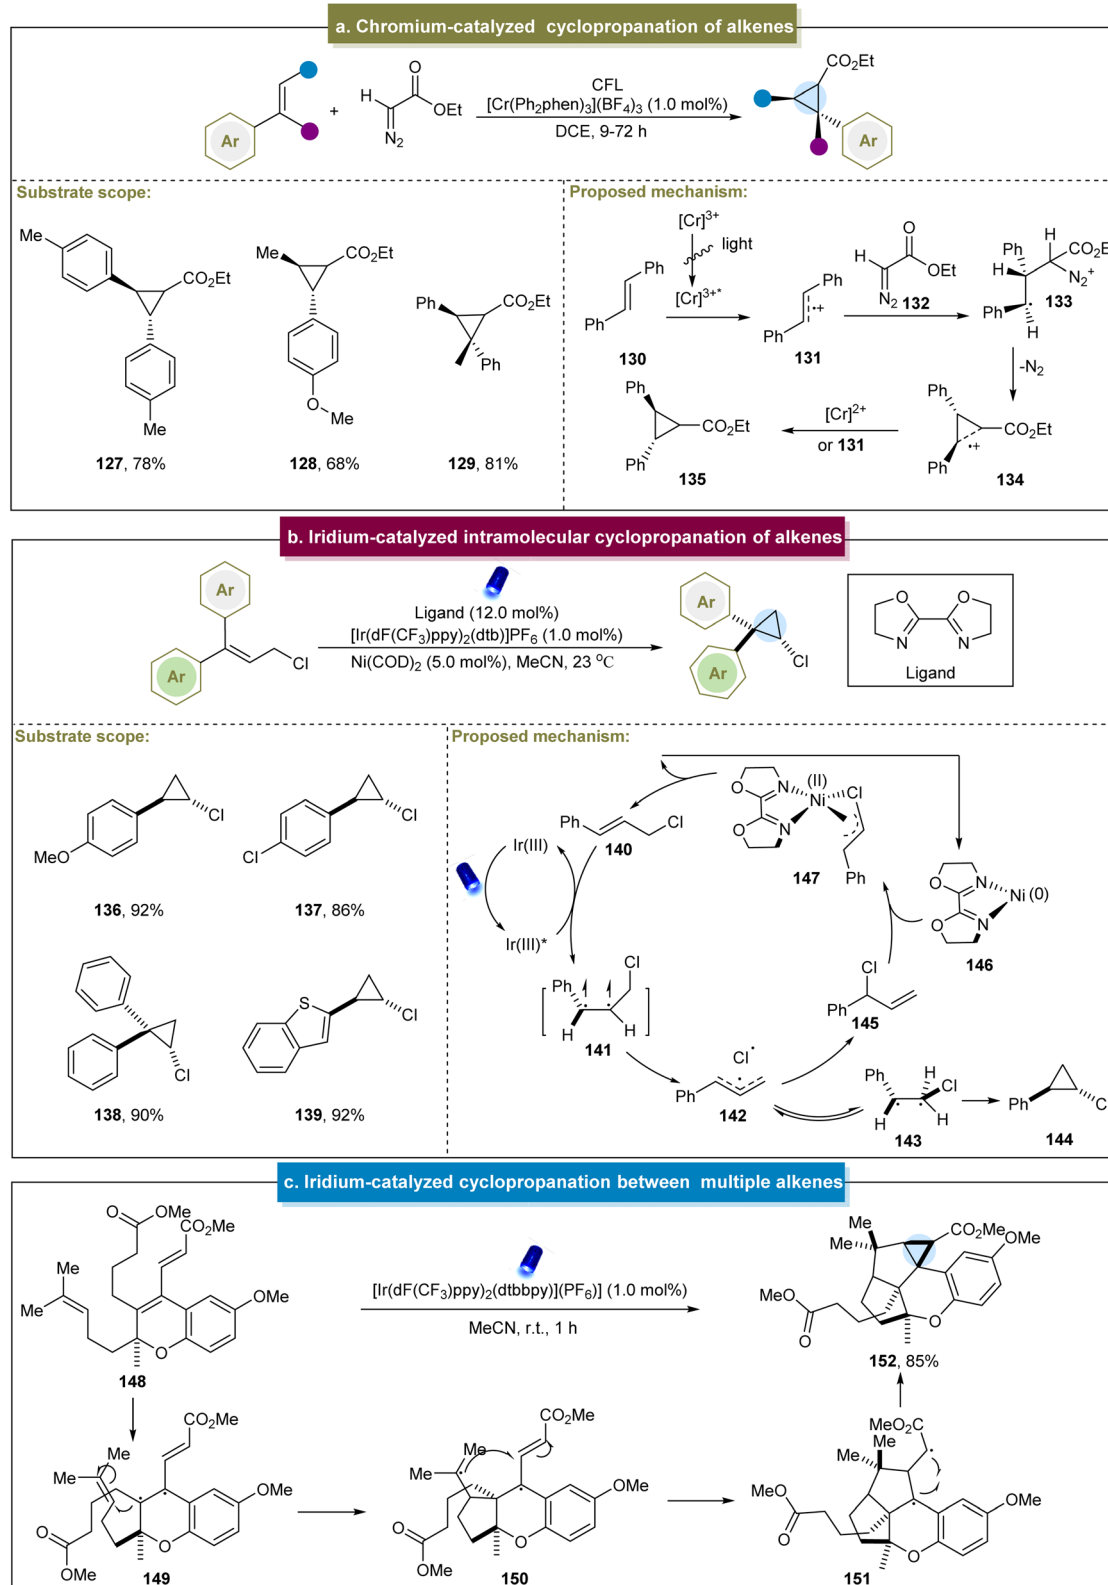 a. Chromium-catalyzed cyclopropanation of alkenes
Ar
+
H
O
OEt
N2
CFL
[Cr(Ph2phen)3](BF4)3 (1.0 mol%)
DCE, 9-72 h
CO2Et
Ar
Substrate scope:
Me
CO2Et
Me
127, 78%
Me
CO2Et
O
Me
128, 68%
Ph
CO2Et
Ph
129, 81%
Proposed mechanism:
[Cr]3+
light
[Cr]3+*
Ph
Ph
130
Ph
•+
Ph
131
O
H
OEt
N2 132
H
Ph
CO2E
H
N2+
Ph
H
133
-N2
Ph
CO2Et
Ph
•+
134
[Cr]2+
or 131
Ph
CO2Et
Ph
135
b. Iridium-catalyzed intramolecular cyclopropanation of alkenes
Ar
Ar
Cl
Ligand (12.0 mol%)
[Ir(dF(CF3)ppy)2(dtb)]PF6 (1.0 mol%)
Ni(COD)2 (5.0 mol%), MeCN, 23 °C
Ar
Ar
Cl
O
O
N
N
Ligand
Substrate scope:
MeO
Cl
136, 92%
Cl
Cl
137, 86%
Cl
138, 90%
S
Cl
139, 92%
Proposed mechanism:
Ph
Cl
140
Ir(III)
Ir(III)*
Cl
Ph
H
H
141
Cl•
Ph
142
Ph
H
Cl
H
H
143
Ph
C
144
Cl
Ph
145
O
N
Ni(0)
O
N
146
(II)
O
N
Ni
Cl
O
N
Ph
147
c. Iridium-catalyzed cyclopropanation between multiple alkenes
O
OMe
CO2Me
Me
Me
OMe
O
148
[Ir(dF(CF3)ppy)2(dtbbpy)](PF6)] (1.0 mol%)
MeCN, r.t., 1 h
Me
Me
CO2Me
OMe
MeO
O
O
152, 85%
CO2Me
Me
Me
OMe
O
O
OMe
149
CO2Me
Me
Me
OMe
O
O
OMe
150
MeO2C
Me
Me
MeO
O
OMe
O
Me
151